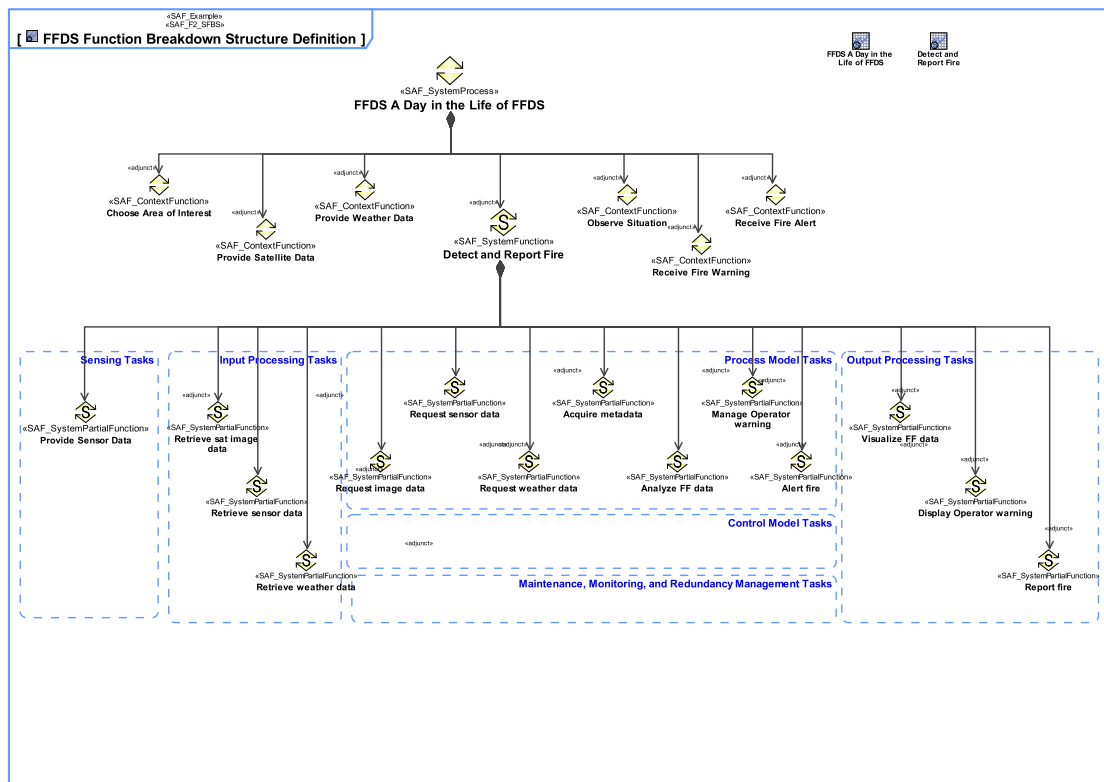 «SAF_Example»
«SAF_F2_SFBS»
[ FFDS Function Breakdown Structure Definition ]
FFDS A Day in the
Life of FFDS
Detect and
Report Fire
«SAF_SystemProcess»
FFDS A Day in the Life of FFDS
«adjunct»
«SAF_ContextFunction»
Choose Area of Interest
«adjunct»
«SAF_ContextFunction»
Provide Satellite Data
«adjunct»
«SAF_ContextFunction»
Provide Weather Data
«adjunct»
S
«SAF_SystemFunction»
Detect and Report Fire
«adjunct»
«SAF_ContextFunction»
Observe Situation
«adjunct»
«SAF_ContextFunction»
Receive Fire Warning
«adjunct»
«SAF_ContextFunction»
Receive Fire Alert
Sensing Tasks
S
«SAF_SystemPartialFunction»
Provide Sensor Data
Input Processing Tasks
«adjunct»
«adjunct»
S
«SAF_SystemPartialFunction»
Retrieve sat image
data
S
«SAF_SystemPartialFunction»
Retrieve sensor data
S
«SAF_SystemPartialFunction»
Retrieve weather data
Process Model Tasks
S
«SAF_SystemPartialFunction»
Request sensor data
«adjunct»
S
«SAF_SystemPartialFunction»
Acquire metadata
«adjunct»
«adjunct»
S
«SAF_SystemPartialFunction»
Manage Operator
warning
«adjunct»
S
«SAF_SystemPartialFunction»
Request image data
«adjunct»
«adjunct»
S
«SAF_SystemPartialFunction»
Request weather data
S
«SAF_SystemPartialFunction»
Analyze FF data
«adjunct»
S
«SAF_SystemPartialFunction»
Alert fire
Control Model Tasks
«adjunct»
Maintenance, Monitoring, and Redundancy Management Tasks
Output Processing Tasks
S
«SAF_SystemPartialFunction»
Visualize FF data
«adjunct»
«adjunct»
S
«SAF_SystemPartialFunction»
Display Operator warning
«adjunct»
S
«SAF_SystemPartialFunction»
Report fire